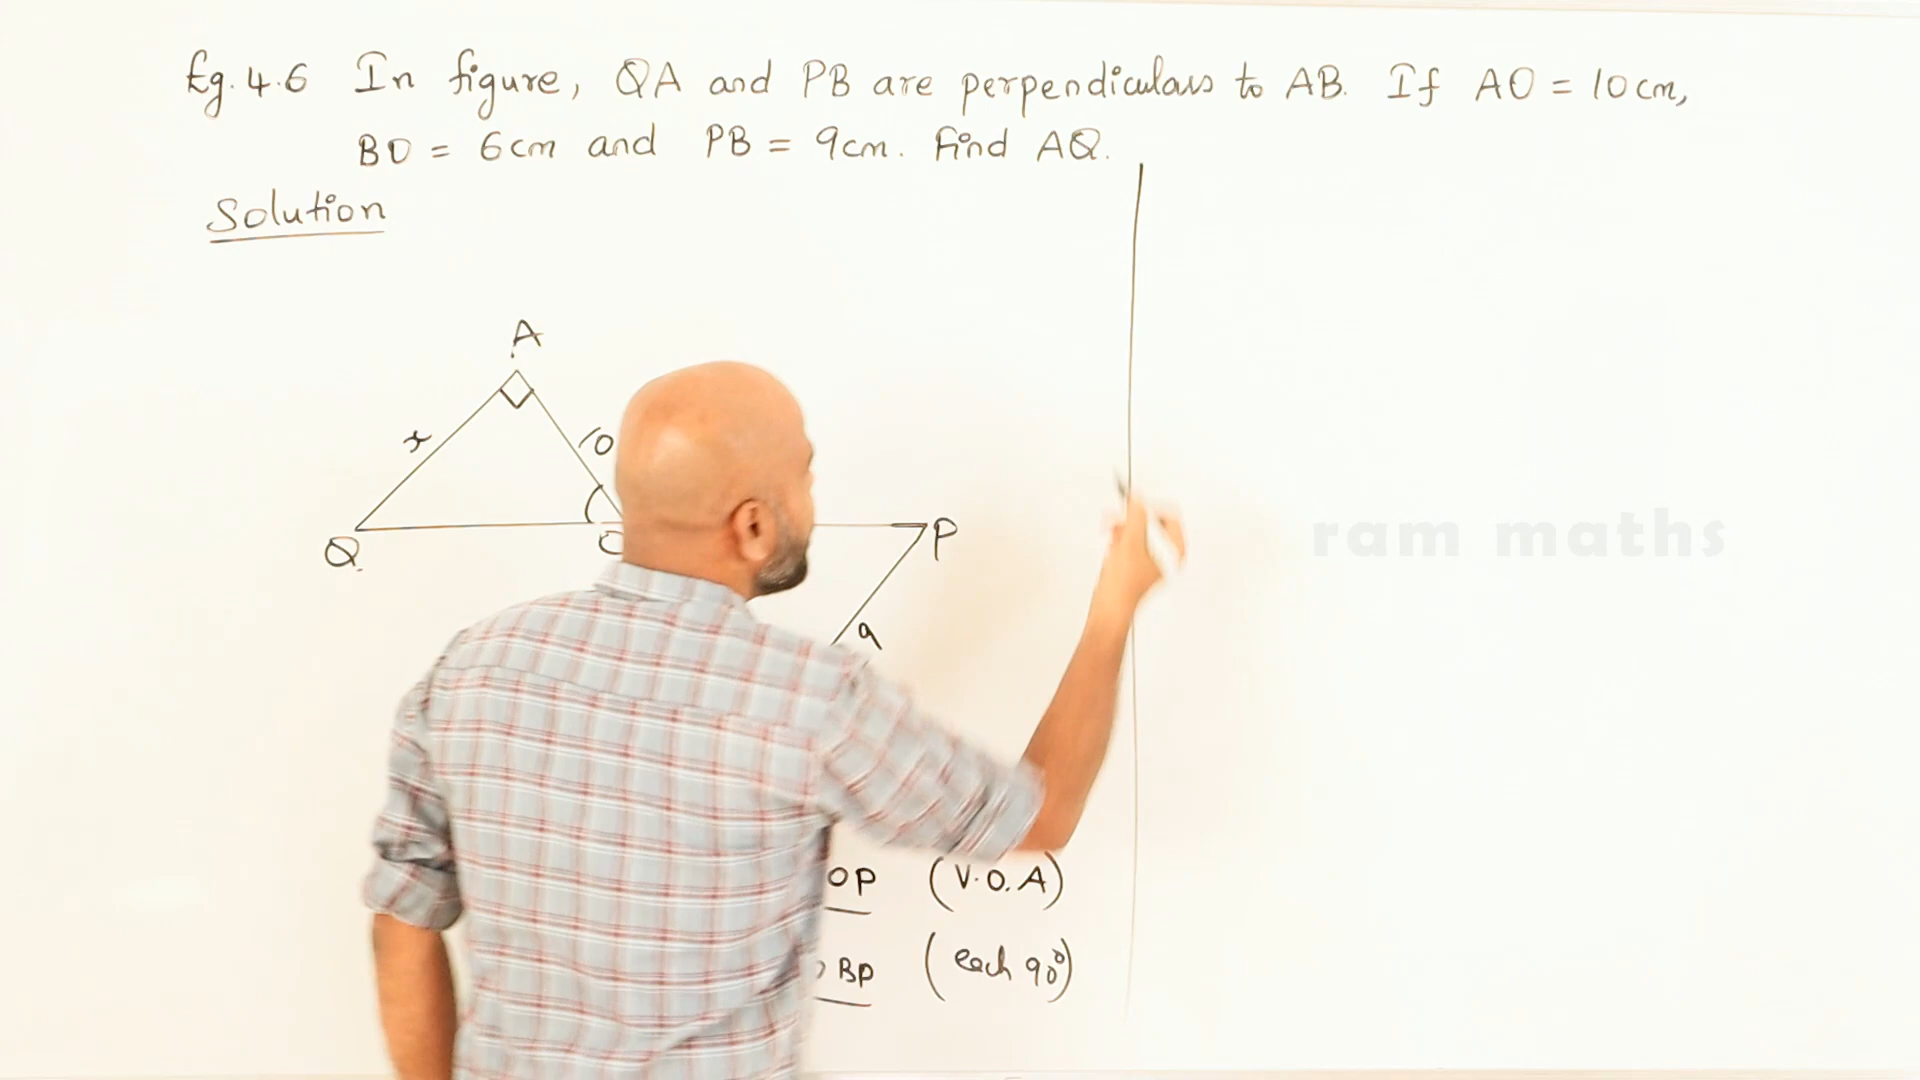 Eg. 4.6 In figure, QA and PB are perpendiculars to AB. If AO = 10cm,
BO = 6cm and PB = 9cm. Find AQ.
Solution
A
x
10
Q
P
9
OP (V.O.A)
BP (each 90°)
ram maths